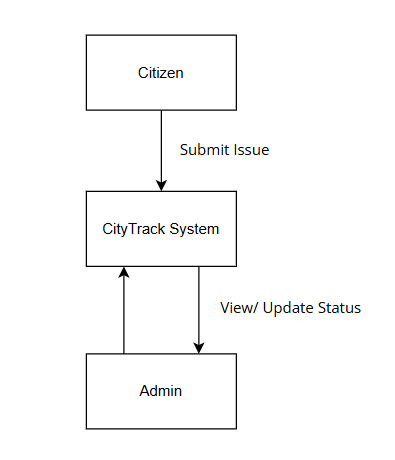 Citizen
Submit Issue
CityTrack System
View/ Update Status
Admin